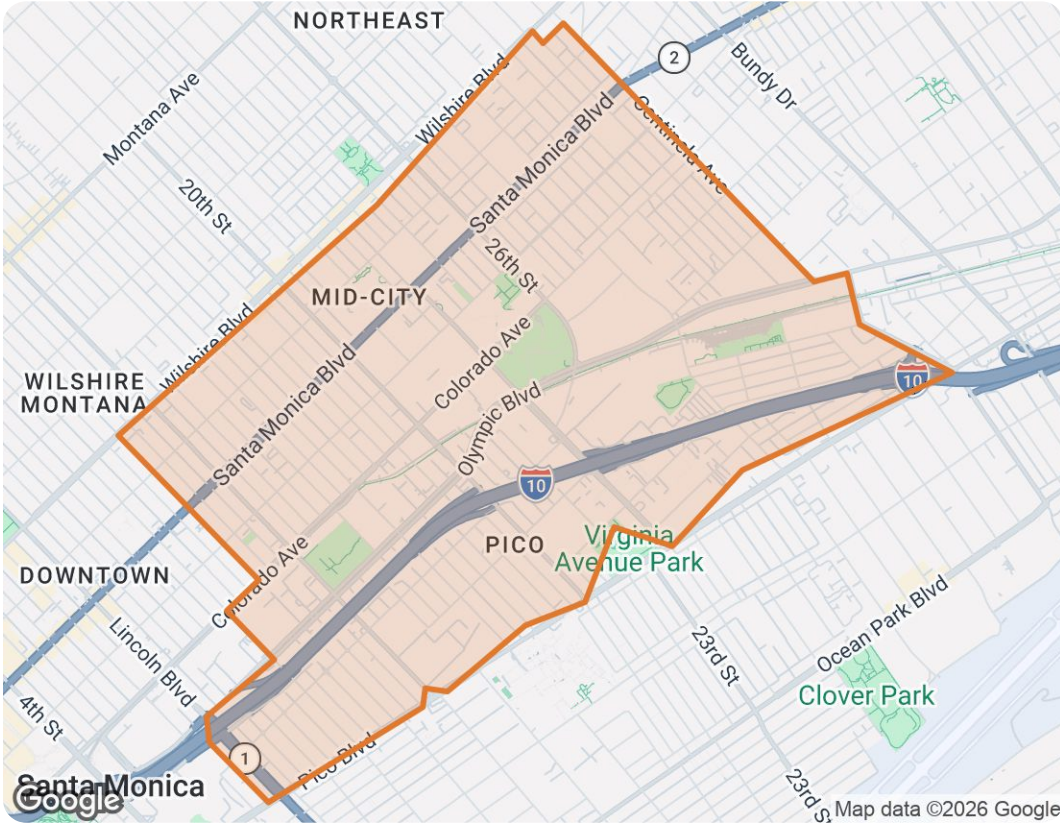 NORTHEAST
2
Bundy Dr
Montana Ave
Wilshire Blvd
Centinela Ave
Santa Monica Blvd
20th St
26th St
MID-CITY
Wilshire Blvd
Colorado Ave
WILSHIRE
MONTANA
10
Santa Monica Blvd
Olympic Blvd
10
PICO
Virginia
Avenue Park
DOWNTOWN
Colorado Ave
Lincoln Blvd
23rd St
Ocean Park Blvd
Clover Park
4th St
1
Pico Blvd
Santa Monica
23rd St
Google
Map data ©2026 Google